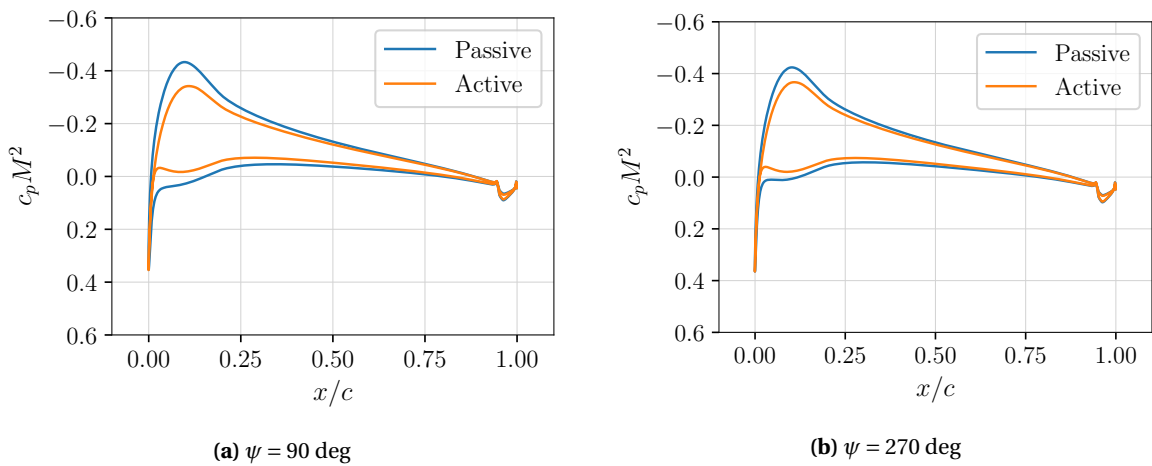 −0.6
−0.4
−0.2
0.0
0.2
0.4
0.6
c_p M^2
0.00 0.25 0.50 0.75 1.00
x/c
Passive
Active
(a) ψ = 90 deg
−0.6
−0.4
−0.2
0.0
0.2
0.4
0.6
c_p M^2
0.00 0.25 0.50 0.75 1.00
x/c
Passive
Active
(b) ψ = 270 deg